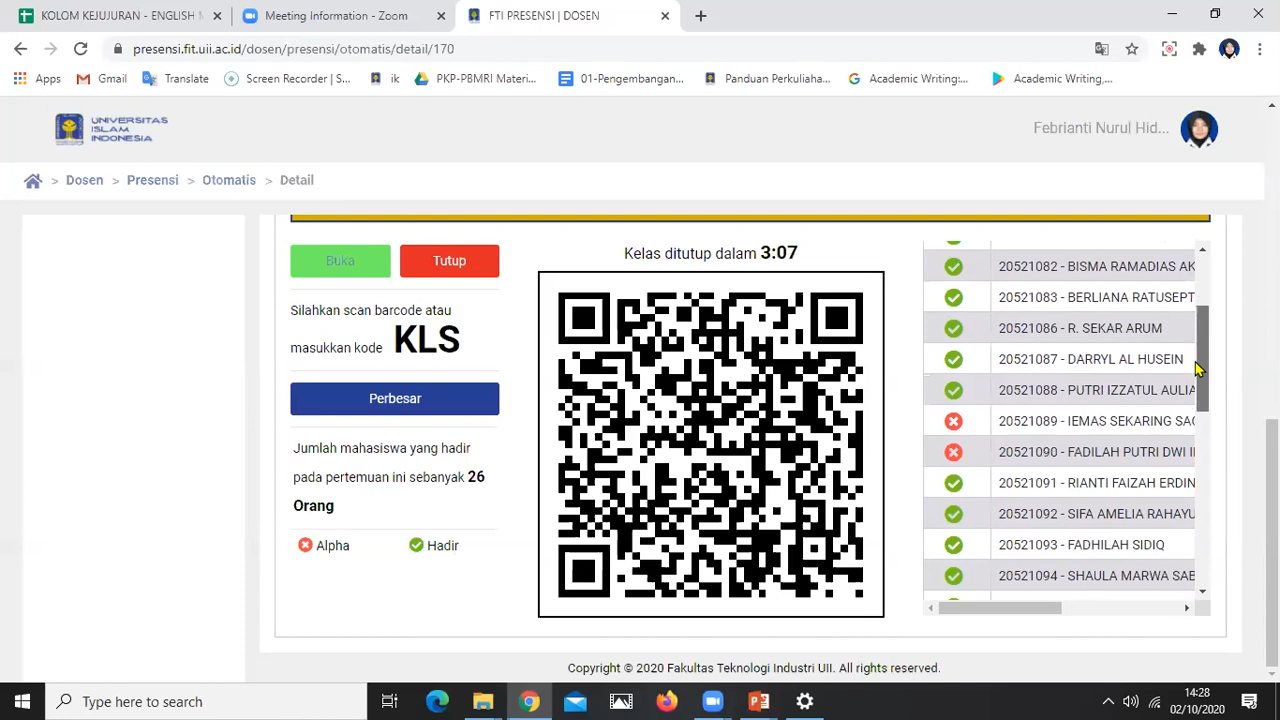 KOLOM KEJUJURAN - ENGLISH M
Meeting Information - Zoom
FTI PRESENSI | DOSEN
presensi.fit.uii.ac.id/dosen/presensi/otomatis/detail/170
Apps
Gmail
Translate
Screen Recorder | S...
ik
PKP-PBMRI Materi...
01-Pengembangan...
Panduan Perkuliaha...
Academic Writing:...
Academic Writing,...
UNIVERSITAS
ISLAM
INDONESIA
Febrianti Nurul Hid...
> Dosen > Presensi > Otomatis > Detail
Buka
Tutup
Silahkan scan barcode atau
masukkan kode KLS
Perbesar
Jumlah mahasiswa yang hadir
pada pertemuan ini sebanyak 26
Orang
Alpha
Hadir
Kelas ditutup dalam 3:07
20521082 - BISMA RAMADIAS AK
20521083 - BERLIANA RATUSEPT
20521086 - R. SEKAR ARUM
20521087 - DARRYL AL HUSEIN
20521088 - PUTRI IZZATUL AULIA
20521089 - IEMAS SEKARING SAC
20521090 - FADILAH PUTRI DWI I
20521091 - RIANTI FAIZAH ERDIN
20521092 - SIFA AMELIA RAHAYU
20521093 - FADHILAH SIDIQ
20521094 - SHAULA MARWA SAB
Copyright © 2020 Fakultas Teknologi Industri UII. All rights reserved.
Type here to search
14:28
02/10/2020